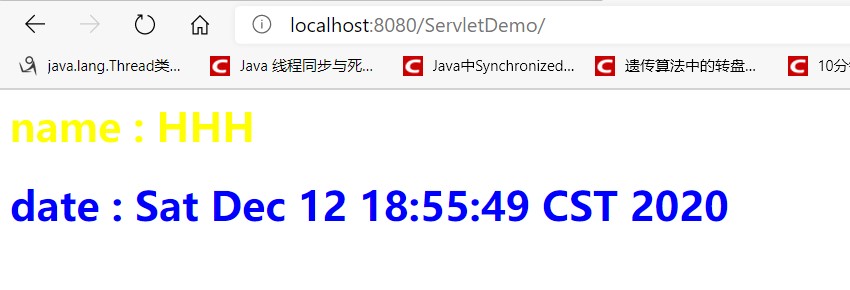 localhost:8080/ServletDemo/
java.lang.Thread类... Java 线程同步与死... Java中Synchronized... 遗传算法中的转盘... 10分
name : HHH
date : Sat Dec 12 18:55:49 CST 2020